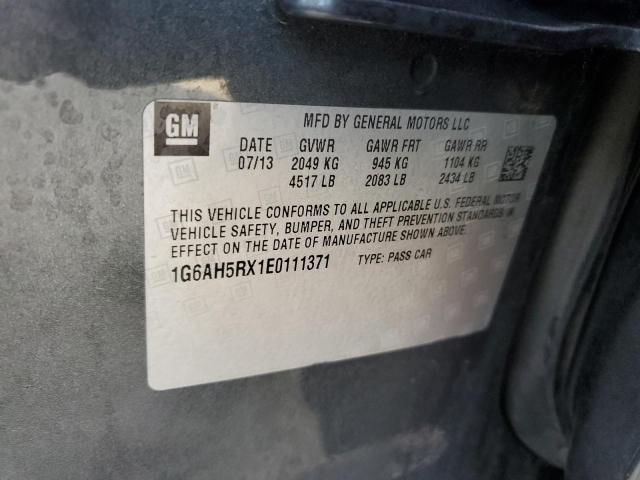 GM
MFD BY GENERAL MOTORS LLC
DATE GVWR GAWR FRT GAWR RR
07/13 2049 KG 945 KG 1104 KG
4517 LB 2083 LB 2434 LB
THIS VEHICLE CONFORMS TO ALL APPLICABLE U.S. FEDERAL MOTOR
VEHICLE SAFETY, BUMPER, AND THEFT PREVENTION STANDARDS IN
EFFECT ON THE DATE OF MANUFACTURE SHOWN ABOVE.
1G6AH5RX1E0111371 TYPE: PASS CAR